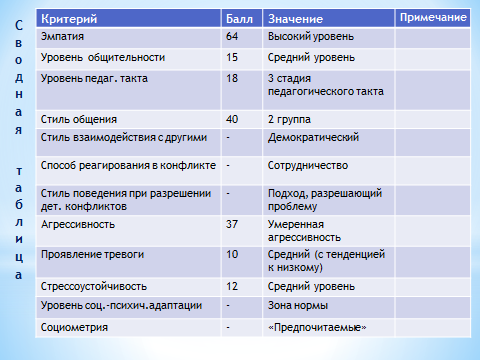 Сводная таблица
Критерий Балл Значение Примечание
Эмпатия 64 Высокий уровень
Уровень общительности 15 Средний уровень
Уровень педаг. такта 18 3 стадия
педагогического такта
Стиль общения 40 2 группа
Стиль взаимодействия с другими - Демократический
Способ реагирования в конфликте - Сотрудничество
Стиль поведения при разрешении - Подход, разрешающий
дет. конфликтов проблему
Агрессивность 37 Умеренная
агрессивность
Проявление тревоги 10 Средний (с тенденцией
к низкому)
Стрессоустойчивость 12 Средний уровень
Уровень соц.-психич.адаптации - Зона нормы
Социометрия - «Предпочитаемые»